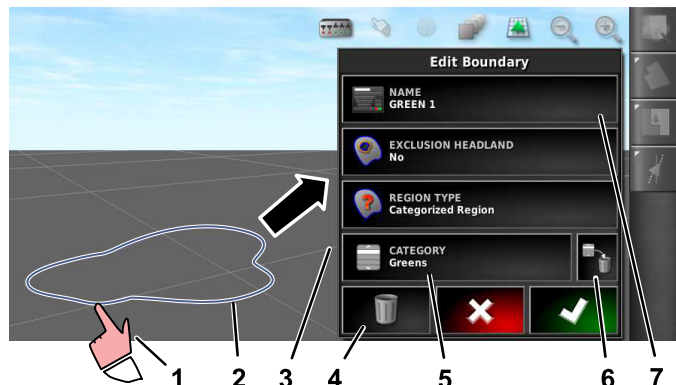 Edit Boundary
NAME
GREEN 1
EXCLUSION HEADLAND
No
REGION TYPE
Categorized Region
CATEGORY
Greens
1 2 3 4 5 6 7